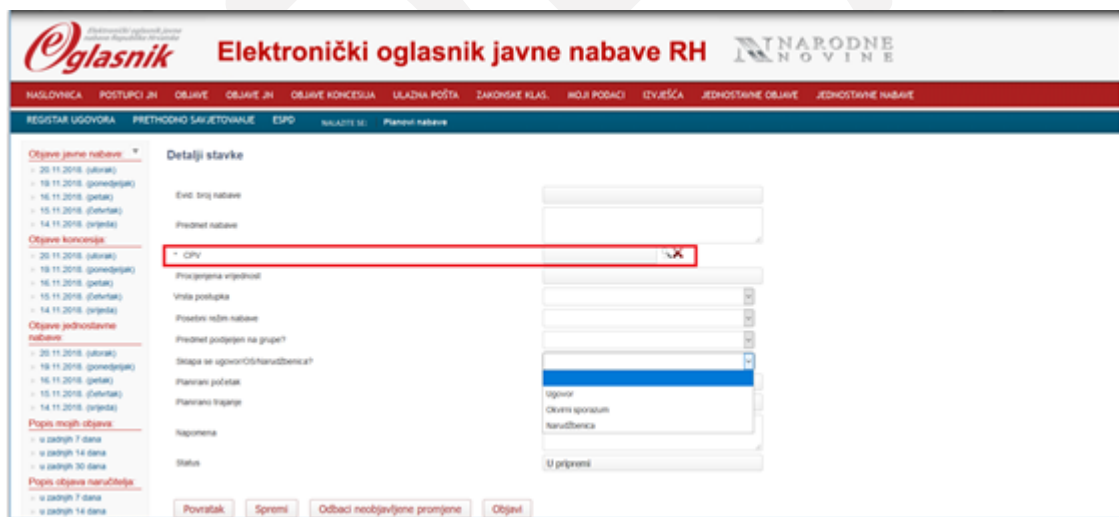 Elektronički oglasnik javne
nabave Republike Hrvatske
Oglasnik
Elektronički oglasnik javne nabave RH
NARODNE
NOVINE
NASLOVNICA POSTUPCI JN OBJAVE OBJAVE JN OBJAVE KONCESIJA ULAZNA POŠTA ZAKONSKE KLAS. MOJI PODACI IZVJEŠĆA JEDNOSTAVNE OBJAVE JEDNOSTAVNE NABAVE
REGISTAR UGOVORA PRETHODNO SAVJETOVANJE ESPD NALAZITE SE: Planovi nabave
Objave javne nabave:
20.11.2018. (utorak)
19.11.2018. (ponedjeljak)
16.11.2018. (petak)
15.11.2018. (četvrtak)
14.11.2018. (srijeda)
Objave koncesija:
20.11.2018. (utorak)
19.11.2018. (ponedjeljak)
16.11.2018. (petak)
15.11.2018. (četvrtak)
14.11.2018. (srijeda)
Objave jednostavne
nabave:
20.11.2018. (utorak)
19.11.2018. (ponedjeljak)
16.11.2018. (petak)
15.11.2018. (četvrtak)
14.11.2018. (srijeda)
Popis mojih objava:
u zadnjih 7 dana
u zadnjih 14 dana
u zadnjih 30 dana
Popis objava naručitelja:
u zadnjih 7 dana
u zadnjih 14 dana
Detalji stavke
Evid. broj nabave
Predmet nabave
* CPV
Procijenjena vrijednost
Vrsta postupka
Posebni režim nabave
Predmet podijeljen na grupe?
Sklapa se ugovor/OS/Narudžbenica?
Ugovor
Okvirni sporazum
Narudžbenica
Planirani početak
Planirano trajanje
Napomena
Status U pripremi
Povratak Spremi Odbaci neobjavljene promjene Objavi